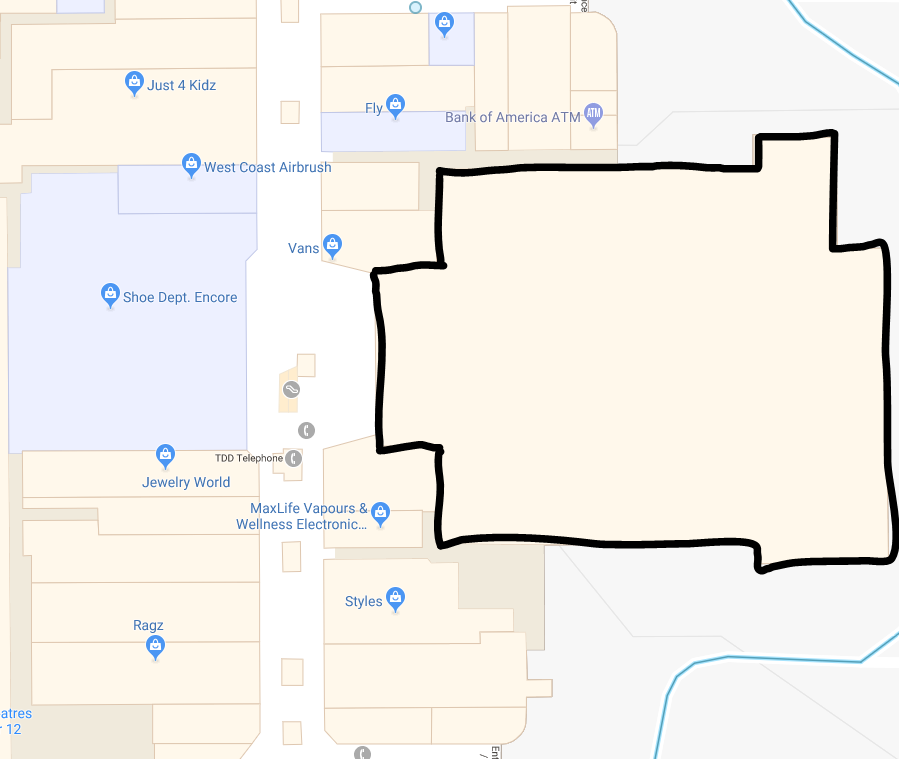 Just 4 Kidz
Fly
Bank of America ATM
ATM
West Coast Airbrush
Vans
Shoe Dept. Encore
TDD Telephone
Jewelry World
MaxLife Vapours &
Wellness Electronic...
Styles
Ragz
atres
r 12